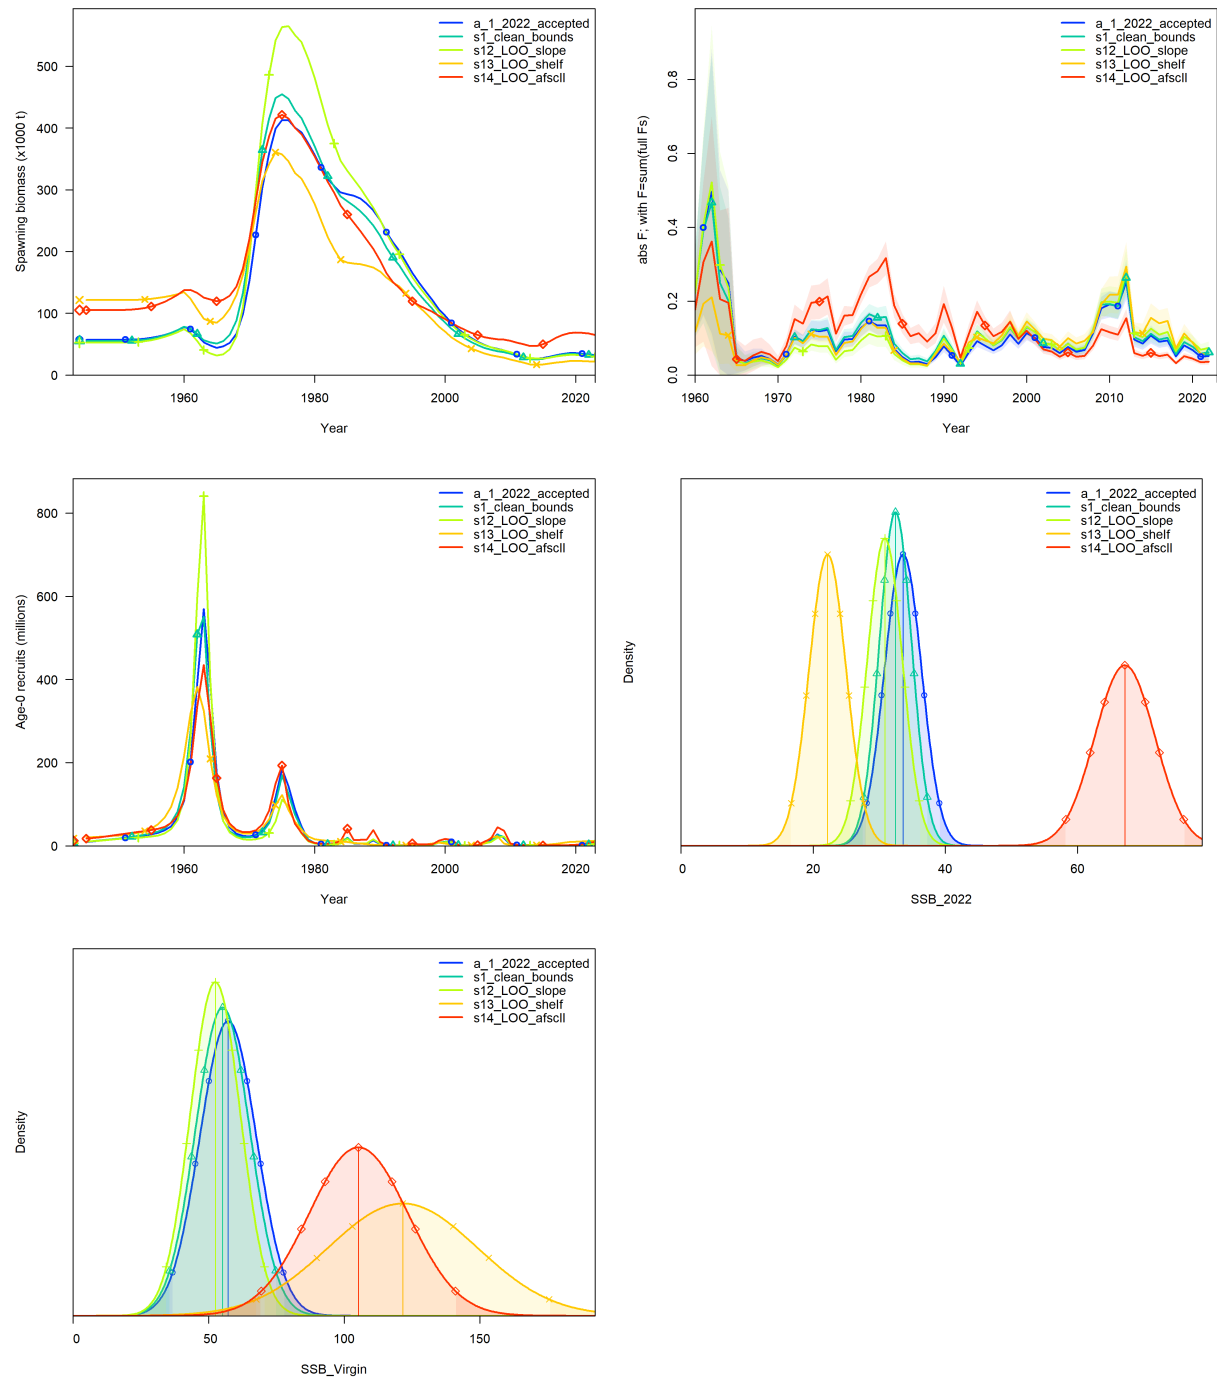 a_1_2022_accepted
s1_clean_bounds
s12_LOO_slope
s13_LOO_shelf
s14_LOO_afscll
Spawning biomass (x1000 t)
500
400
300
200
100
0
1960 1980 2000 2020
Year
a_1_2022_accepted
s1_clean_bounds
s12_LOO_slope
s13_LOO_shelf
s14_LOO_afscll
abs F; with F=sum(full Fs)
0.8
0.6
0.4
0.2
0.0
1960 1970 1980 1990 2000 2010 2020
Year
a_1_2022_accepted
s1_clean_bounds
s12_LOO_slope
s13_LOO_shelf
s14_LOO_afscll
Age-0 recruits (millions)
800
600
400
200
0
1960 1980 2000 2020
Year
a_1_2022_accepted
s1_clean_bounds
s12_LOO_slope
s13_LOO_shelf
s14_LOO_afscll
Density
0 20 40 60
SSB_2022
a_1_2022_accepted
s1_clean_bounds
s12_LOO_slope
s13_LOO_shelf
s14_LOO_afscll
Density
0 50 100 150
SSB_Virgin